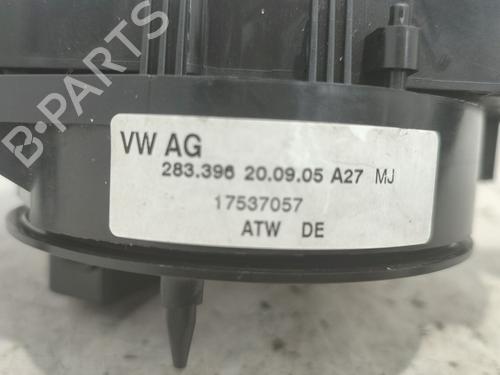 B-PARTS
VW AG
283.396 20.09.05 A27 MJ
17537057
ATW DE